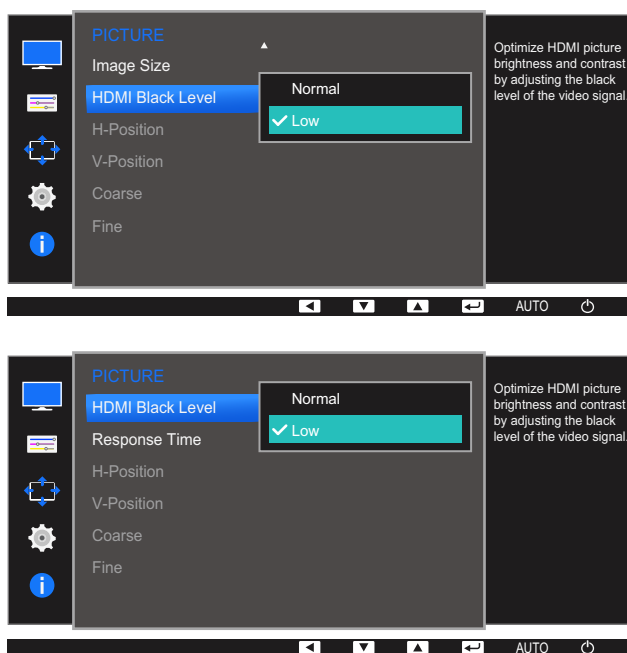 PICTURE
Image Size
HDMI Black Level
H-Position
V-Position
Coarse
Fine
Normal
Low
Optimize HDMI picture
brightness and contrast
by adjusting the black
level of the video signal.
AUTO
PICTURE
HDMI Black Level
Response Time
H-Position
V-Position
Coarse
Fine
Normal
Low
Optimize HDMI picture
brightness and contrast
by adjusting the black
level of the video signal.
AUTO